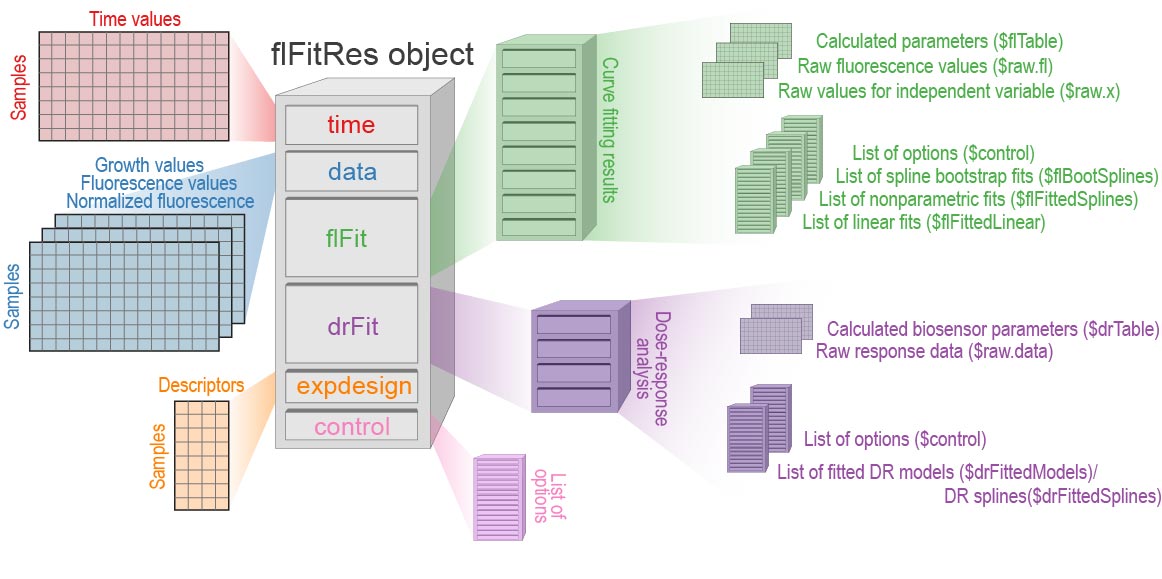 Time values
Samples
flFitRes object
time
data
flFit
drFit
expdesign
control
Growth values
Fluorescence values
Normalized fluorescence
Samples
Descriptors
Samples
Curve fitting results
Calculated parameters ($flTable)
Raw fluorescence values ($raw.fl)
Raw values for independent variable ($raw.x)
List of options ($control)
List of spline bootstrap fits ($flBootSplines)
List of nonparametric fits ($flFittedSplines)
List of linear fits ($flFittedLinear)
Dose-response
analysis
Calculated biosensor parameters ($drTable)
Raw response data ($raw.data)
List of options ($control)
List of fitted DR models ($drFittedModels)/
DR splines($drFittedSplines)
List of
options